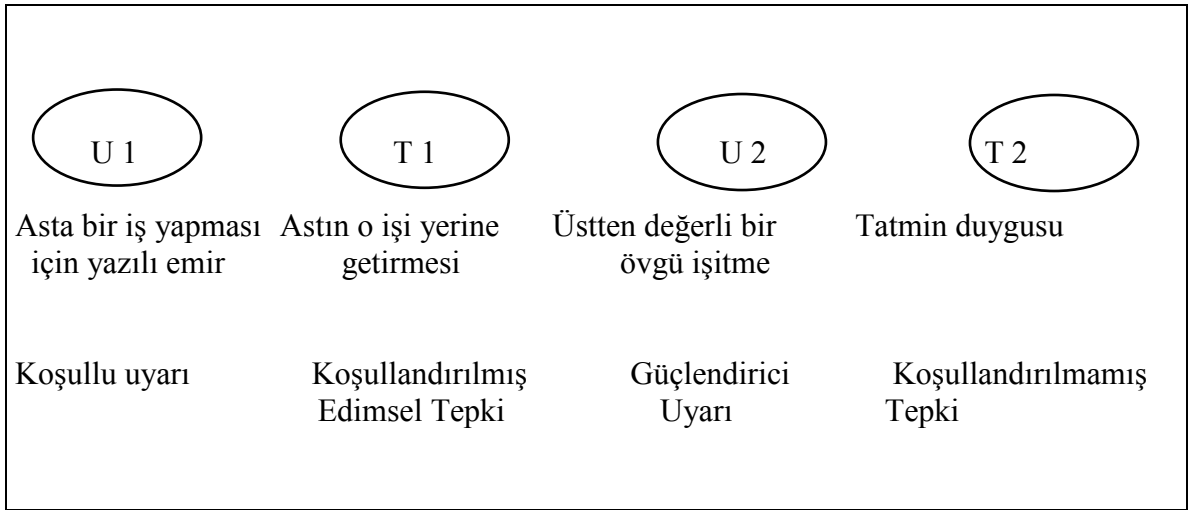 U 1 T 1 U 2 T 2
Asta bir iş yapması Astın o işi yerine Üstten değerli bir Tatmin duygusu
için yazılı emir getirmesi övgü işitme
Koşullu uyarı Koşullandırılmış Güçlendirici Koşullandırılmamış
Edimsel Tepki Uyarı Tepki